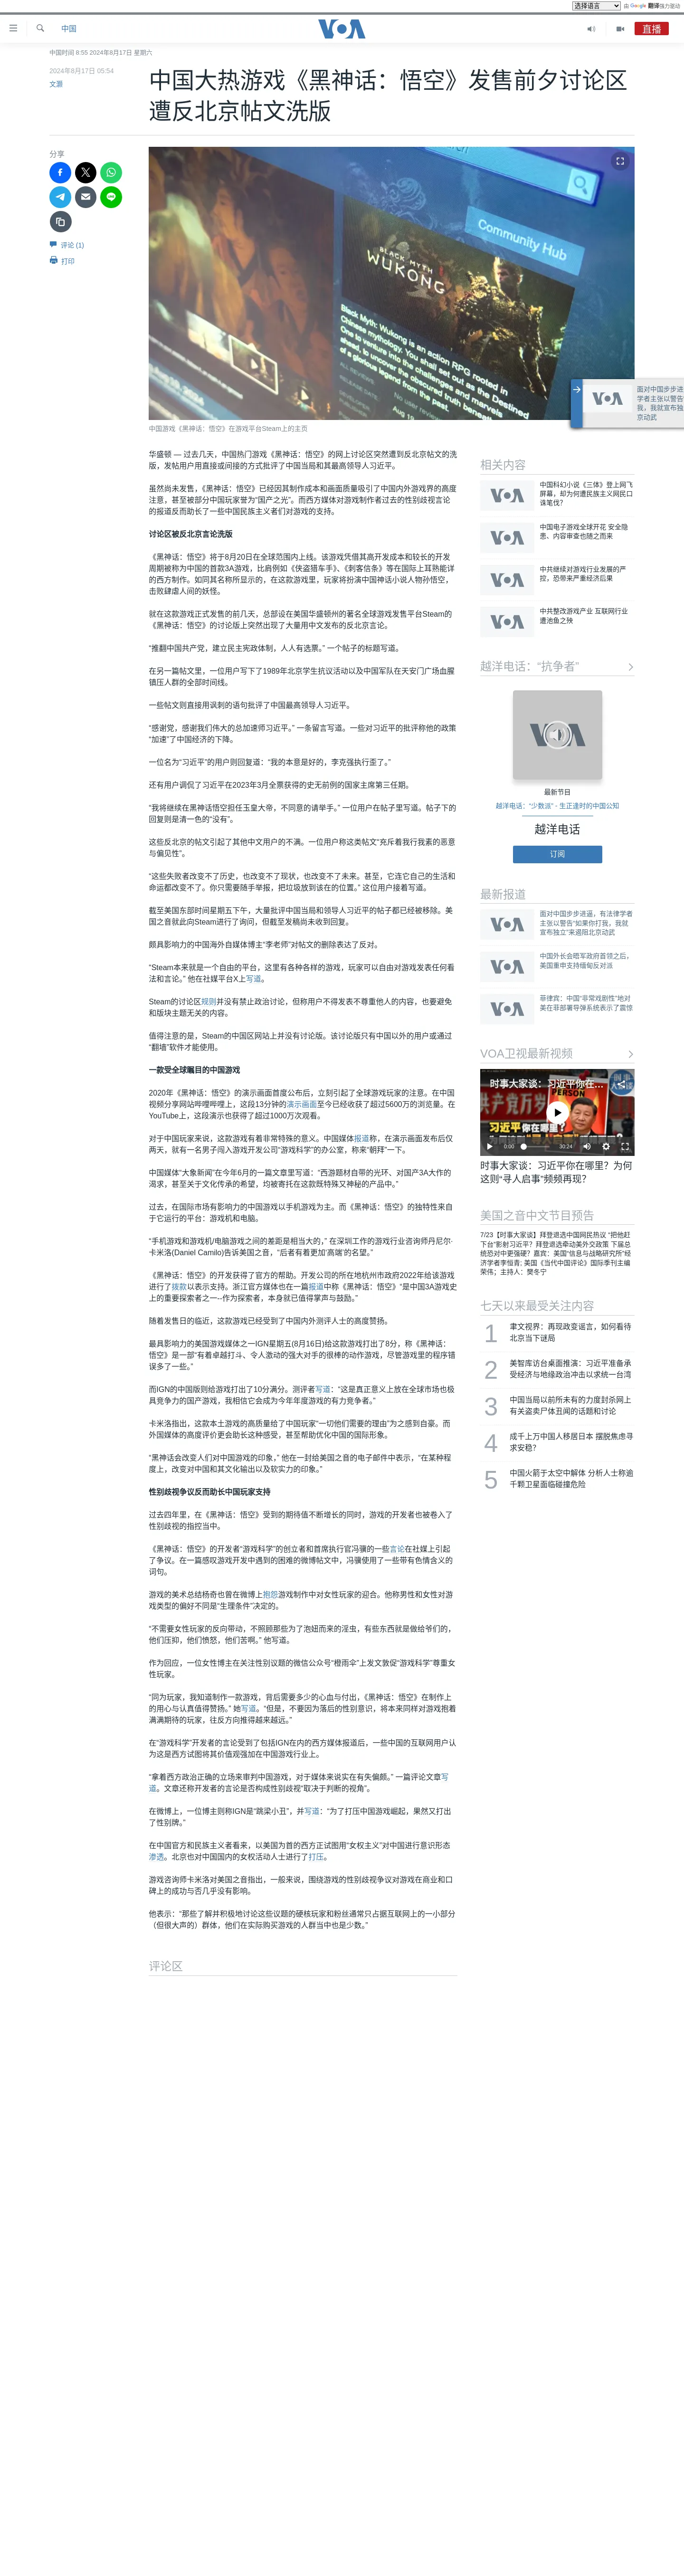 选择语言
由 Google 翻译强力驱动
中国
VOA
直播
中国时间 8:55 2024年8月17日 星期六
2024年8月17日 05:54
文灏
中国大热游戏《黑神话：悟空》发售前夕讨论区
遭反北京帖文洗版
分享
评论 (1)
打印
Community Hub
BLACK MYTH
WUKONG
Black Myth: Wukong is an action RPG rooted in
中国游戏《黑神话：悟空》在游戏平台Steam上的主页
华盛顿 — 过去几天，中国热门游戏《黑神话：悟空》的网上讨论区突然遭到反北京帖文的洗
版，发帖用户用直接或间接的方式批评了中国当局和其最高领导人习近平。
虽然尚未发售，《黑神话：悟空》已经因其制作成本和画面质量吸引了中国内外游戏界的高度
注意，甚至被部分中国玩家誉为“国产之光”。而西方媒体对游戏制作者过去的性别歧视言论
的报道反而助长了一些中国民族主义者们对游戏的支持。
讨论区被反北京言论洗版
《黑神话：悟空》将于8月20日在全球范围内上线。该游戏凭借其高开发成本和较长的开发
周期被称为中国的首款3A游戏，比肩例如《侠盗猎车手》、《刺客信条》等在国际上耳熟能详
的西方制作。如同其名称所显示的，在这款游戏里，玩家将扮演中国神话小说人物孙悟空，
击败肆虐人间的妖怪。
就在这款游戏正式发售的前几天，总部设在美国华盛顿州的著名全球游戏发售平台Steam的
《黑神话：悟空》的讨论版上突然出现了大量用中文发布的反北京言论。
“推翻中国共产党，建立民主宪政体制，人人有选票。” 一个帖子的标题写道。
在另一篇帖文里，一位用户写下了1989年北京学生抗议活动以及中国军队在天安门广场血腥
镇压人群的全部时间线。
一些帖文则直接用讽刺的语句批评了中国最高领导人习近平。
“感谢党，感谢我们伟大的总加速师习近平。” 一条留言写道。一些对习近平的批评称他的政策
“加速”了中国经济的下降。
一位名为“习近平”的用户则回复道：“我的本意是好的，李克强执行歪了。”
还有用户调侃了习近平在2023年3月全票获得的史无前例的国家主席第三任期。
“我将继续在黑神话悟空担任玉皇大帝，不同意的请举手。” 一位用户在帖子里写道。帖子下的
回复则是清一色的“没有”。
这些反北京的帖文引起了其他中文用户的不满。一位用户称这类帖文“充斥着我行我素的恶意
与偏见性”。
“这些失败者改变不了历史，也改变不了现状，也改变不了未来。甚至，它连它自己的生活和
命运都改变不了。你只需要随手举报，把垃圾放到该在的位置。” 这位用户接着写道。
截至美国东部时间星期五下午，大量批评中国当局和领导人习近平的帖子都已经被移除。美
国之音就此向Steam进行了询问，但截至发稿尚未收到回复。
颇具影响力的中国海外自媒体博主“李老师”对帖文的删除表达了反对。
“Steam本来就是一个自由的平台，这里有各种各样的游戏，玩家可以自由对游戏发表任何看
法和言论。” 他在社媒平台X上写道。
Steam的讨论区规则并没有禁止政治讨论，但称用户不得发表不尊重他人的内容，也要避免
和版块主题无关的内容。
值得注意的是，Steam的中国区网站上并没有讨论版。该讨论版只有中国以外的用户或通过
“翻墙”软件才能使用。
一款受全球瞩目的中国游戏
2020年《黑神话：悟空》的演示画面首度公布后，立刻引起了全球游戏玩家的注意。在中国
视频分享网站哔哩哔哩上，这段13分钟的演示画面至今已经收获了超过5600万的浏览量。在
YouTube上，这段演示也获得了超过1000万次观看。
对于中国玩家来说，这款游戏有着非常特殊的意义。中国媒体报道称，在演示画面发布后仅
两天，就有一名男子闯入游戏开发公司“游戏科学”的办公室，称来“朝拜”一下。
中国媒体“大象新闻”在今年6月的一篇文章里写道：“西游题材自带的光环、对国产3A大作的
渴求，甚至关于文化传承的希望，均被寄托在这款既特殊又神秘的产品中。”
过去，在国际市场有影响力的中国游戏以手机游戏为主。而《黑神话：悟空》的独特性来自
于它运行的平台：游戏机和电脑。
“手机游戏和游戏机/电脑游戏之间的差距是相当大的，” 在深圳工作的游戏行业咨询师丹尼尔·
卡米洛(Daniel Camilo)告诉美国之音，“后者有着更加‘高端’的名望。”
《黑神话：悟空》的开发获得了官方的帮助。开发公司的所在地杭州市政府2022年给该游戏
进行了拨款以表示支持。浙江官方媒体也在一篇报道中称《黑神话：悟空》“是中国3A游戏史
上的重要探索者之一--作为探索者，本身就已值得掌声与鼓励。”
随着发售日的临近，这款游戏已经受到了中国内外测评人士的高度赞扬。
最具影响力的美国游戏媒体之一IGN星期五(8月16日)给这款游戏打出了8分，称《黑神话：
悟空》是一部“有着卓越打斗、令人激动的强大对手的很棒的动作游戏，尽管游戏里的程序错
误多了一些。”
而IGN的中国版则给游戏打出了10分满分。测评者写道：“这是真正意义上放在全球市场也极
具竞争力的国产游戏，我相信它会成为今年年度游戏的有力竞争者。”
卡米洛指出，这款本土游戏的高质量给了中国玩家“一切他们需要的理由”为之感到自豪。而
外国媒体的高度评价更会助长这种感受，甚至帮助优化中国的国际形象。
“黑神话会改变人们对中国游戏的印象，” 他在一封给美国之音的电子邮件中表示，“在某种程
度上，改变对中国和其文化输出以及软实力的印象。”
性别歧视争议反而助长中国玩家支持
过去四年里，在《黑神话：悟空》受到的期待值不断增长的同时，游戏的开发者也被卷入了
性别歧视的指控当中。
《黑神话：悟空》的开发者“游戏科学”的创立者和首席执行官冯骥的一些言论在社媒上引起
了争议。在一篇感叹游戏开发中遇到的困难的微博帖文中，冯骥使用了一些带有色情含义的
词句。
游戏的美术总结杨奇也曾在微博上抱怨游戏制作中对女性玩家的迎合。他称男性和女性对游
戏类型的偏好不同是“生理条件”决定的。
“不需要女性玩家的反向带动，不照顾那些为了泡妞而来的淫虫，有些东西就是做给爷们的，
他们压抑，他们愤怒，他们苦啊。” 他写道。
作为回应，一位女性博主在关注性别议题的微信公众号“橙雨伞”上发文敦促“游戏科学”尊重女
性玩家。
“同为玩家，我知道制作一款游戏，背后需要多少的心血与付出，《黑神话：悟空》在制作上
的用心与认真值得赞扬。” 她写道。“但是，不要因为落后的性别意识，将本来同样对游戏抱着
满满期待的玩家，往反方向推得越来越远。”
在“游戏科学”开发者的言论受到了包括IGN在内的西方媒体报道后，一些中国的互联网用户认
为这是西方试图将其价值观强加在中国游戏行业上。
“拿着西方政治正确的立场来审判中国游戏，对于媒体来说实在有失偏颇。” 一篇评论文章写
道。文章还称开发者的言论是否构成性别歧视“取决于判断的视角”。
在微博上，一位博主则称IGN是“跳梁小丑”，并写道：“为了打压中国游戏崛起，果然又打出
了性别牌。”
在中国官方和民族主义者看来，以美国为首的西方正试图用“女权主义”对中国进行意识形态
渗透。北京也对中国国内的女权活动人士进行了打压。
游戏咨询师卡米洛对美国之音指出，一般来说，围绕游戏的性别歧视争议对游戏在商业和口
碑上的成功与否几乎没有影响。
他表示：“那些了解并积极地讨论这些议题的硬核玩家和粉丝通常只占据互联网上的一小部分
（但很大声的）群体，他们在实际购买游戏的人群当中也是少数。”
评论区
面对中国步步进
学者主张以警告
我，我就宣布独
京动武
相关内容
中国科幻小说《三体》登上网飞
屏幕，却为何遭民族主义网民口
诛笔伐？
中国电子游戏全球开花 安全隐
患、内容审查也随之而来
中共继续对游戏行业发展的严
控，恐带来严重经济后果
中共整改游戏产业 互联网行业
遭池鱼之殃
越洋电话：“抗争者”
最新节目
越洋电话：“少数派” - 生正逢时的中国公知
越洋电话
订阅
最新报道
面对中国步步进逼，有法律学者
主张以警告“如果你打我，我就
宣布独立”来遏阻北京动武
中国外长会晤军政府首领之后，
美国重申支持缅甸反对派
菲律宾：中国“非常戏剧性”地对
美在菲部署导弹系统表示了震惊
VOA卫视最新视频
时事大家谈：习近平你在...
习近平在哪里?
0:00
30:24
时事大家谈：习近平你在哪里？为何
这则“寻人启事”频频再现?
美国之音中文节目预告
7/23【时事大家谈】拜登退选中国网民热议 “把他赶
下台”影射习近平？拜登退选牵动美外交政策 下届总
统恐对中更强硬？嘉宾：美国“信息与战略研究所”经
济学者李恒青; 美国《当代中国评论》国际季刊主编
荣伟；主持人：樊冬宁
七天以来最受关注内容
1
聿文视界：再现政变谣言，如何看待
北京当下谜局
2
美智库访台桌面推演：习近平准备承
受经济与地缘政治冲击以求统一台湾
3
中国当局以前所未有的力度封杀网上
有关盗卖尸体丑闻的话题和讨论
4
成千上万中国人移居日本 摆脱焦虑寻
求安稳？
5
中国火箭于太空中解体 分析人士称逾
千颗卫星面临碰撞危险